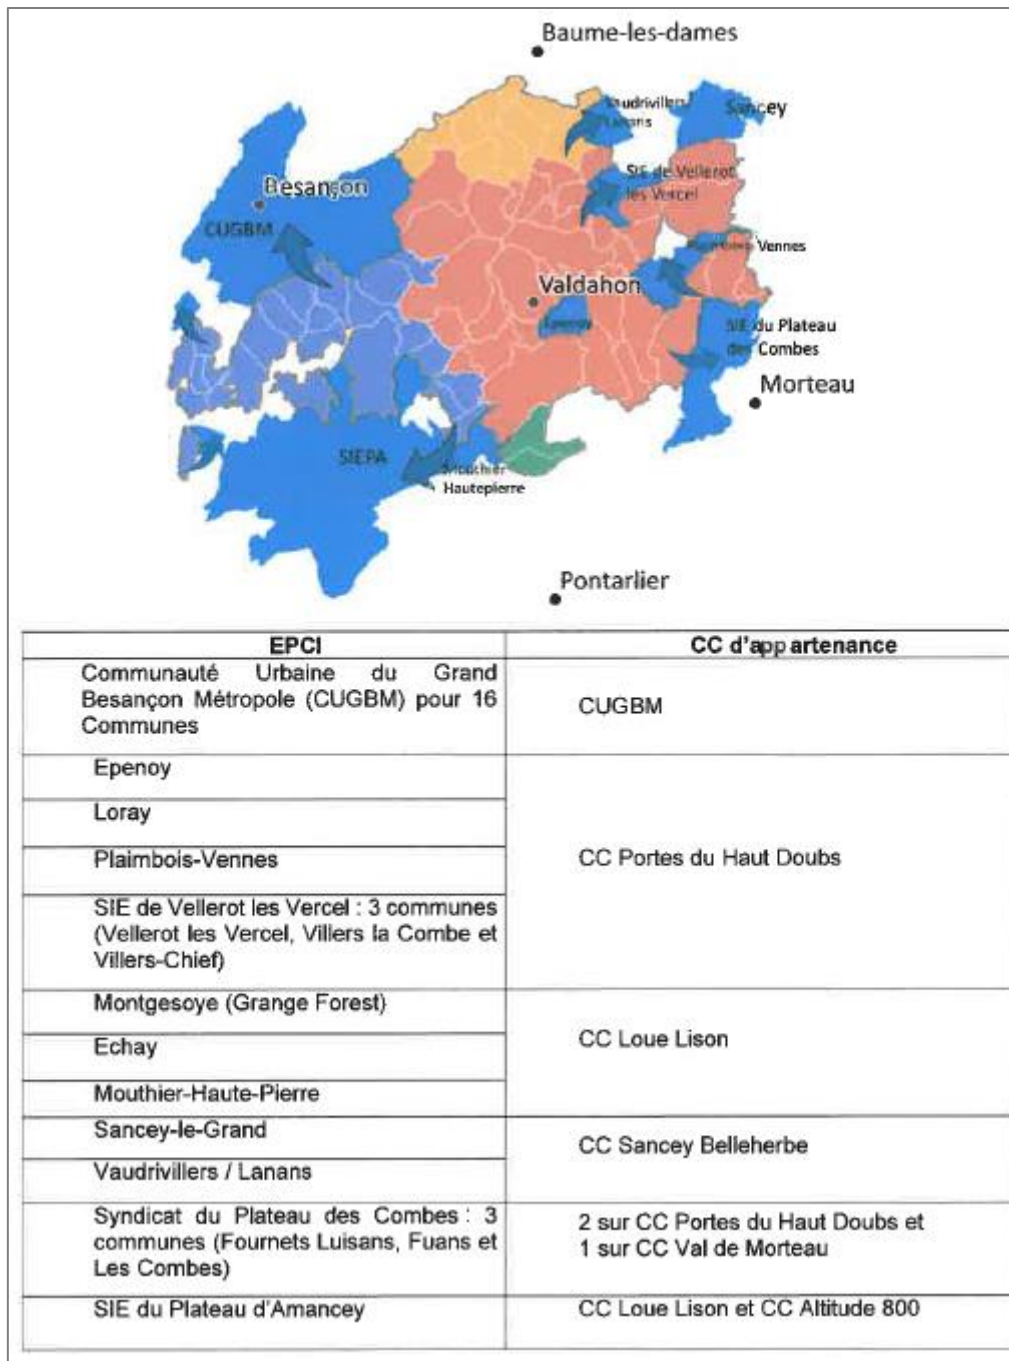 Baume-les-dames
Vaudrivillers
Lanans
Sancey
Besançon
SIE de Vellerot
les Vercel
CUGBM
Vennes
Valdahon
Epenoy
SIE du Plateau
des Combes
Morteau
SIEPA
Mouthier
Hautepierre
Pontarlier
EPCI
CC d'appartenance
Communauté Urbaine du Grand
Besançon Métropole (CUGBM) pour 16
Communes
CUGBM
Epenoy
Loray
Plaimbois-Vennes
CC Portes du Haut Doubs
SIE de Vellerot les Vercel : 3 communes
(Vellerot les Vercel, Villers la Combe et
Villers-Chief)
Montgesoye (Grange Forest)
Echay
CC Loue Lison
Mouthier-Haute-Pierre
Sancey-le-Grand
CC Sancey Belleherbe
Vaudrivillers / Lanans
Syndicat du Plateau des Combes : 3
communes (Fournets Luisans, Fuans et
Les Combes)
2 sur CC Portes du Haut Doubs et
1 sur CC Val de Morteau
SIE du Plateau d'Amancey
CC Loue Lison et CC Altitude 800